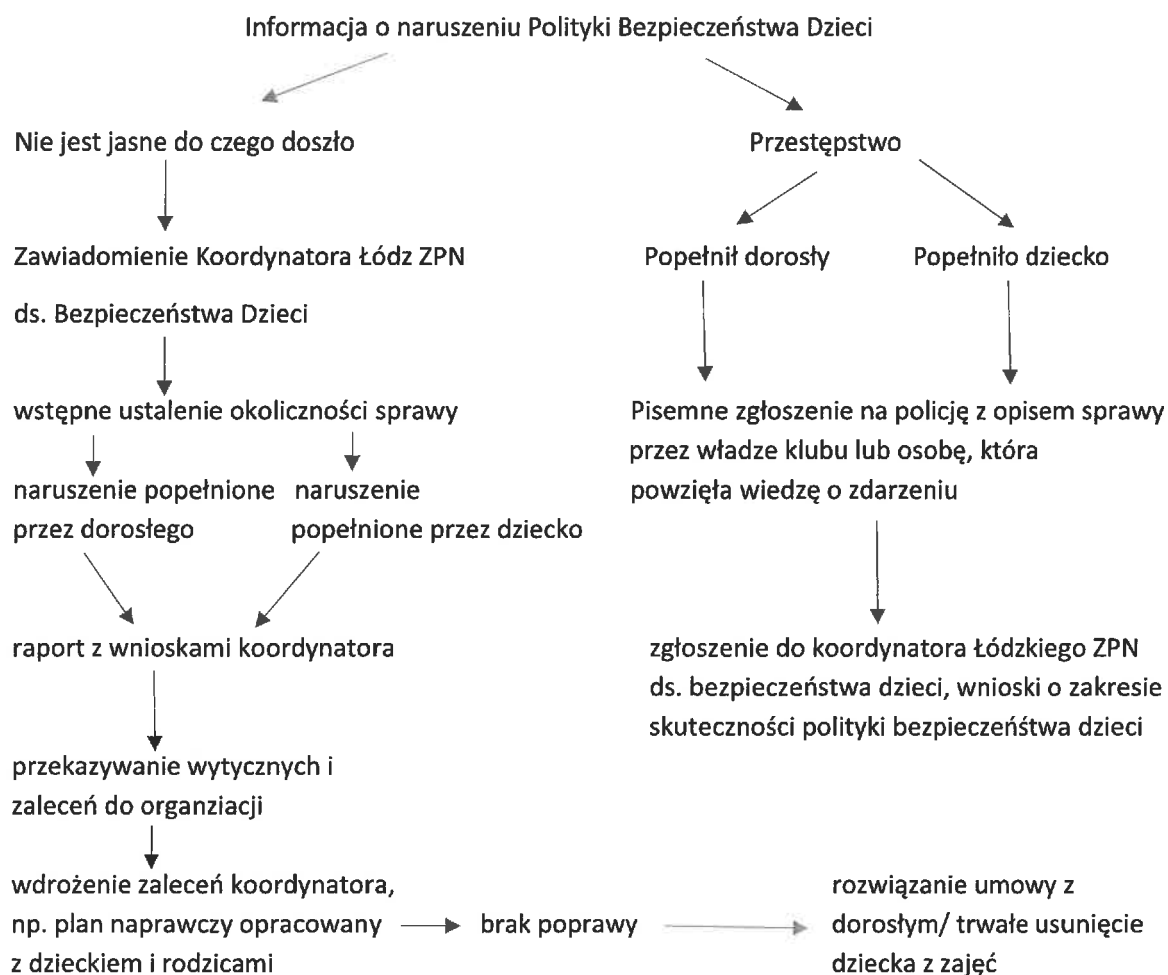 Informacja o naruszeniu Polityki Bezpieczeństwa Dzieci
Nie jest jasne do czego doszło
Przestępstwo
Zawiadomienie Koordynatora Łódz ZPN
ds. Bezpieczeństwa Dzieci
Popełnił dorosły
Popełniło dziecko
wstępne ustalenie okoliczności sprawy
naruszenie popełnione
przez dorosłego
naruszenie
popełnione przez dziecko
Pisemne zgłoszenie na policję z opisem sprawy
przez władze klubu lub osobę, która
powzięła wiedzę o zdarzeniu
raport z wnioskami koordynatora
zgłoszenie do koordynatora Łódzkiego ZPN
ds. bezpieczeństwa dzieci, wnioski o zakresie
skuteczności polityki bezpieczeńśtwa dzieci
przekazywanie wytycznych i
zaleceń do organziacji
wdrożenie zaleceń koordynatora,
np. plan naprawczy opracowany
z dzieckiem i rodzicami
brak poprawy
rozwiązanie umowy z
dorosłym/ trwałe usunięcie
dziecka z zajęć